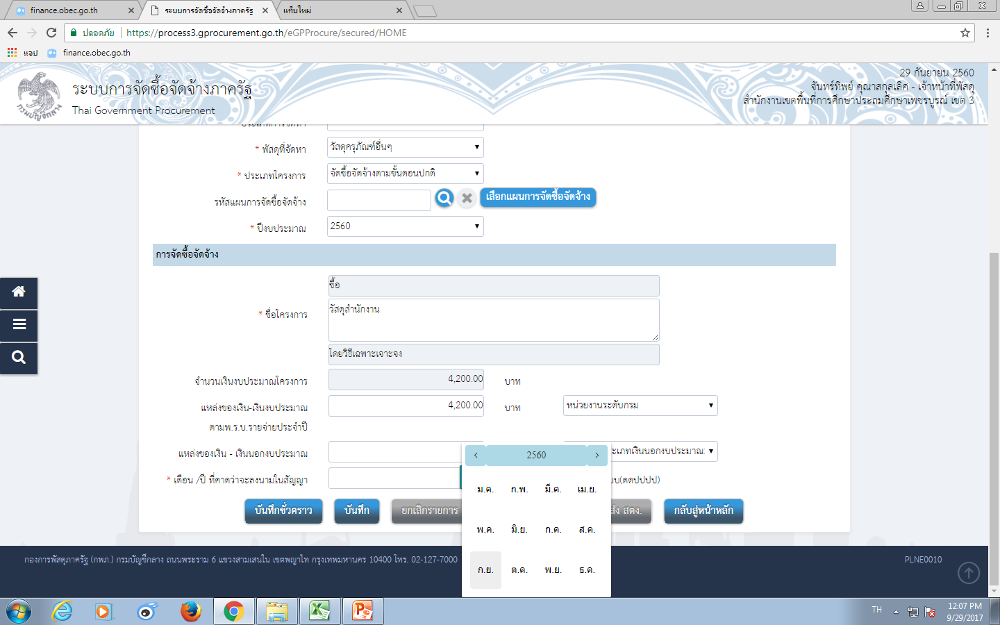 finance.obec.go.th
ระบบการจัดซื้อจัดจ้างภาครัฐ
แท็บใหม่
ปลอดภัย
https://process3.gprocurement.go.th/eGPProcure/secured/HOME
แอป
finance.obec.go.th
กรมบัญชีกลาง
ระบบการจัดซื้อจัดจ้างภาครัฐ
Thai Government Procurement
29 กันยายน 2560
จันทร์ทิพย์ คุณาสกุลเลิศ - เจ้าหน้าที่พัสดุ
สำนักงานเขตพื้นที่การศึกษาประถมศึกษาเพชรบูรณ์ เขต 3
* พัสดุที่จัดหา วัสดุครุภัณฑ์อื่นๆ
* ประเภทโครงการ จัดซื้อจัดจ้างตามขั้นตอนปกติ
รหัสแผนการจัดซื้อจัดจ้าง เลือกแผนการจัดซื้อจัดจ้าง
* ปีงบประมาณ 2560
การจัดซื้อจัดจ้าง
ซื้อ
* ชื่อโครงการ วัสดุสำนักงาน
โดยวิธีเฉพาะเจาะจง
จำนวนเงินงบประมาณโครงการ 4,200.00 บาท
แหล่งของเงิน-เงินงบประมาณ 4,200.00 บาท หน่วยงานระดับกรม
ตามพ.ร.บ.รายจ่ายประจำปี
แหล่งของเงิน - เงินนอกงบประมาณ
* เดือน /ปี ที่คาดว่าจะลงนามในสัญญา (ดดปปปป)
< 2560 >
ม.ค. ก.พ. มี.ค. เม.ย.
พ.ค. มิ.ย. ก.ค. ส.ค.
ก.ย. ต.ค. พ.ย. ธ.ค.
บันทึกชั่วคราว บันทึก ยกเลิกรายการ สตง. กลับสู่หน้าหลัก
กองการพัสดุภาครัฐ (กพภ.) กรมบัญชีกลาง ถนนพระราม 6 แขวงสามเสนใน เขตพญาไท กรุงเทพมหานคร 10400 โทร. 02-127-7000
PLNE0010
TH
12:07 PM
9/29/2017